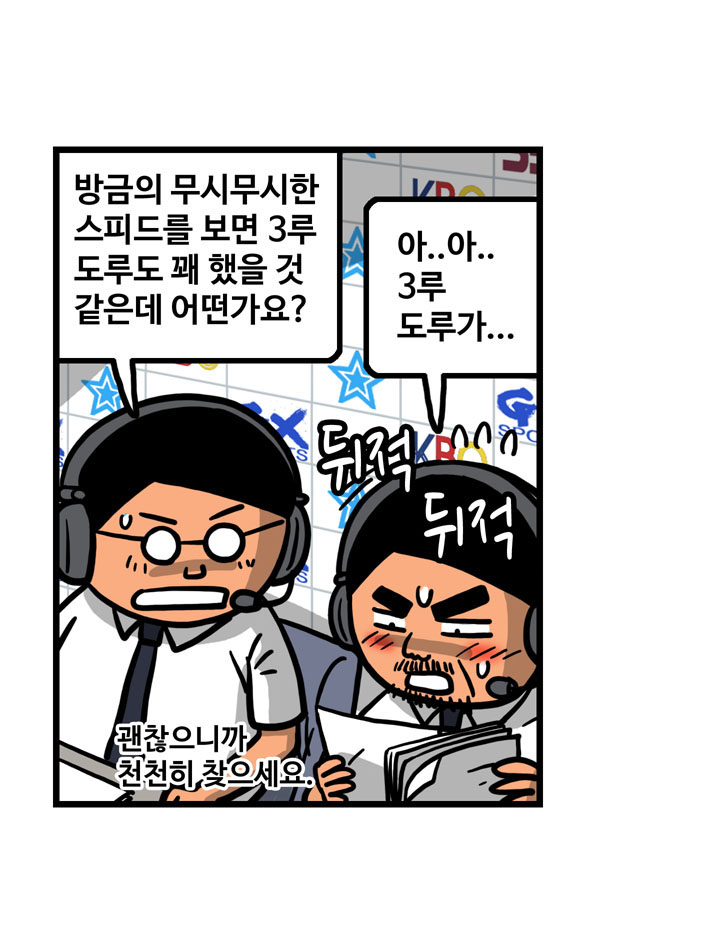 방금의 무시무시한
스피드를 보면 3루
도루도 꽤 했을 것
같은데 어떤가요?
KBO
아..아..
3루
도루가...
뒤적
KBO
뒤적
괜찮으니까
천천히 찾으세요.